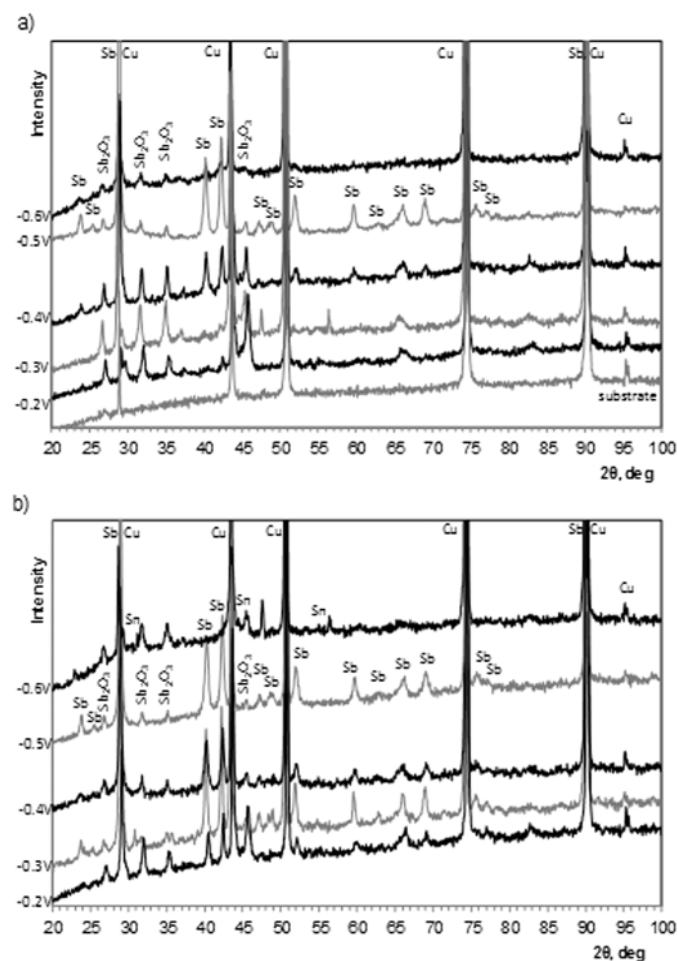 a)
Intensity
Sb Cu
Cu
Cu
Cu
Sb Cu
Cu
Sb
Sb
Sb₂O₃
Sb₂O₃
Sb₂O₃
Sb
Sb
Sb₂O₃
Sb
Sb
Sb
Sb
Sb
Sb
Sb
Sb
Sb
-0.6V
-0.5V
-0.4V
-0.3V
-0.2V
substrate
20 25 30 35 40 45 50 55 60 65 70 75 80 85 90 95 100
2θ, deg
b)
Intensity
Sb Cu
Cu
Cu
Cu
Sb Cu
Cu
Sn
Sb
Sb
Sn
Sn
Sb
Sb
Sb₂O₃
Sb₂O₃
Sb₂O₃
Sb₂O₃
Sb
Sb
Sb
Sb
Sb
Sb
Sb
Sb
Sb
-0.6V
-0.5V
-0.4V
-0.3V
-0.2V
20 25 30 35 40 45 50 55 60 65 70 75 80 85 90 95 100
2θ, deg